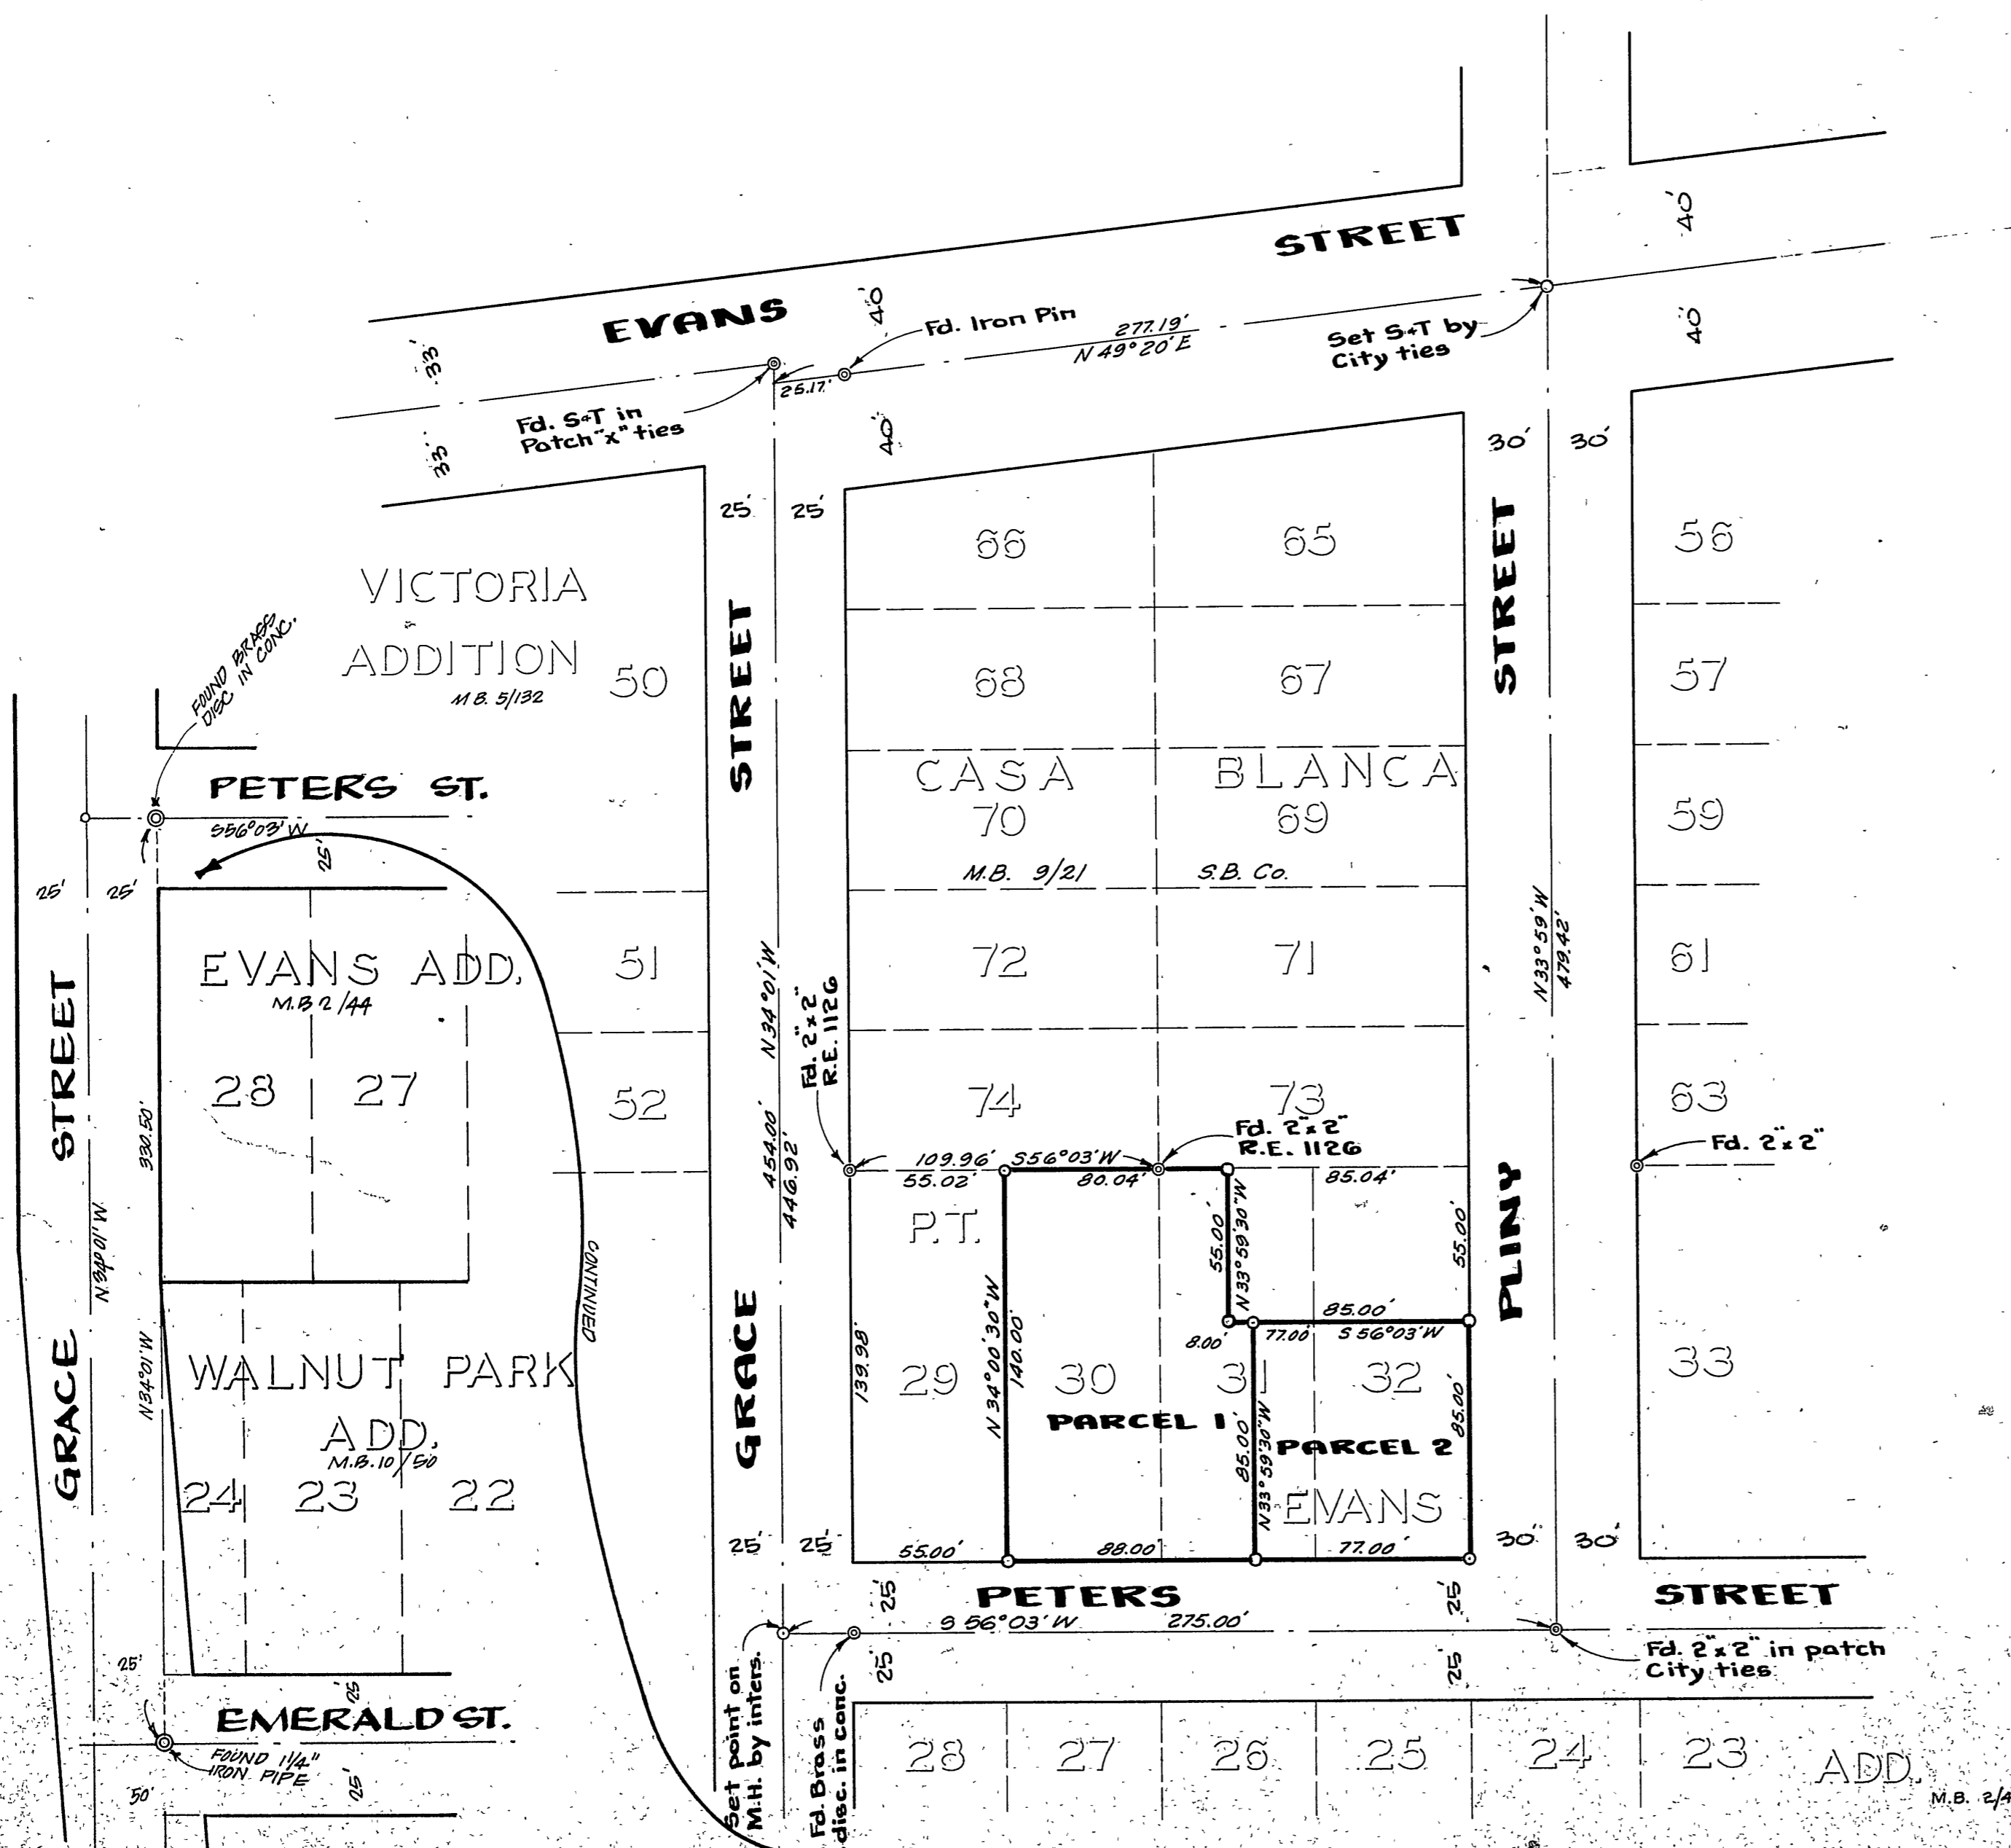 STREET
40'
EVANS
40'
Fd. Iron Pin
277.19'
N 49° 20' E
Set S+T by
City ties
40'
33'
25.17'
Fd. S+T in
Patch "x" ties
33'
40'
30' 30'
25' 25'
STREET
66 65
56
VICTORIA
ADDITION
M B. 5/132
50
STREET
68 67
57
FOUND BRASS
DISC IN CONC.
PETERS ST.
S56°03' W
25'
CASA BLANCA
70 69
59
M.B. 9/21 S.B. Co.
25' 25'
EVANS ADD.
M.B 2/44
28 27
51
52
STREET
330.50'
N34°01'W
N34°01'W
GRACE
N34°01'W
454.00'
446.92'
Fd. 2"x 2"
R.E. 1126
72 71
N33°59'W
479.42'
61
74 73
63
Fd. 2"x 2"
R.E. 1126
Fd. 2"x 2"
109.96' S56°03'W
55.02' 80.04' 85.04'
P.T.
55.00'
N33°59'30"W
55.00'
PLINY
CONTINUED
N 34°00'30"W
140.00'
139.98'
85.00'
8.00' 77.00' S 56°03'W
WALNUT PARK
ADD.
M.B. 10/50
24 23 22
GRACE
29 30 31 32
33
PARCEL 1
PARCEL 2
85.00'
N33°59'30"W
85.00'
EVANS
25' 25'
55.00' 88.00' 77.00'
30' 30'
PETERS
STREET
25' 25'
S 56°03' W 275.00'
25' 25'
Fd. 2"x 2" in patch
City ties
25'
25'
EMERALD ST.
FOUND 1 1/4"
IRON PIPE
25'
50'
Set point on
M.H. by inters.
Fd. Brass
disc. in conc.
28 27 26 25 24 23 ADD.
M.B. 2/4